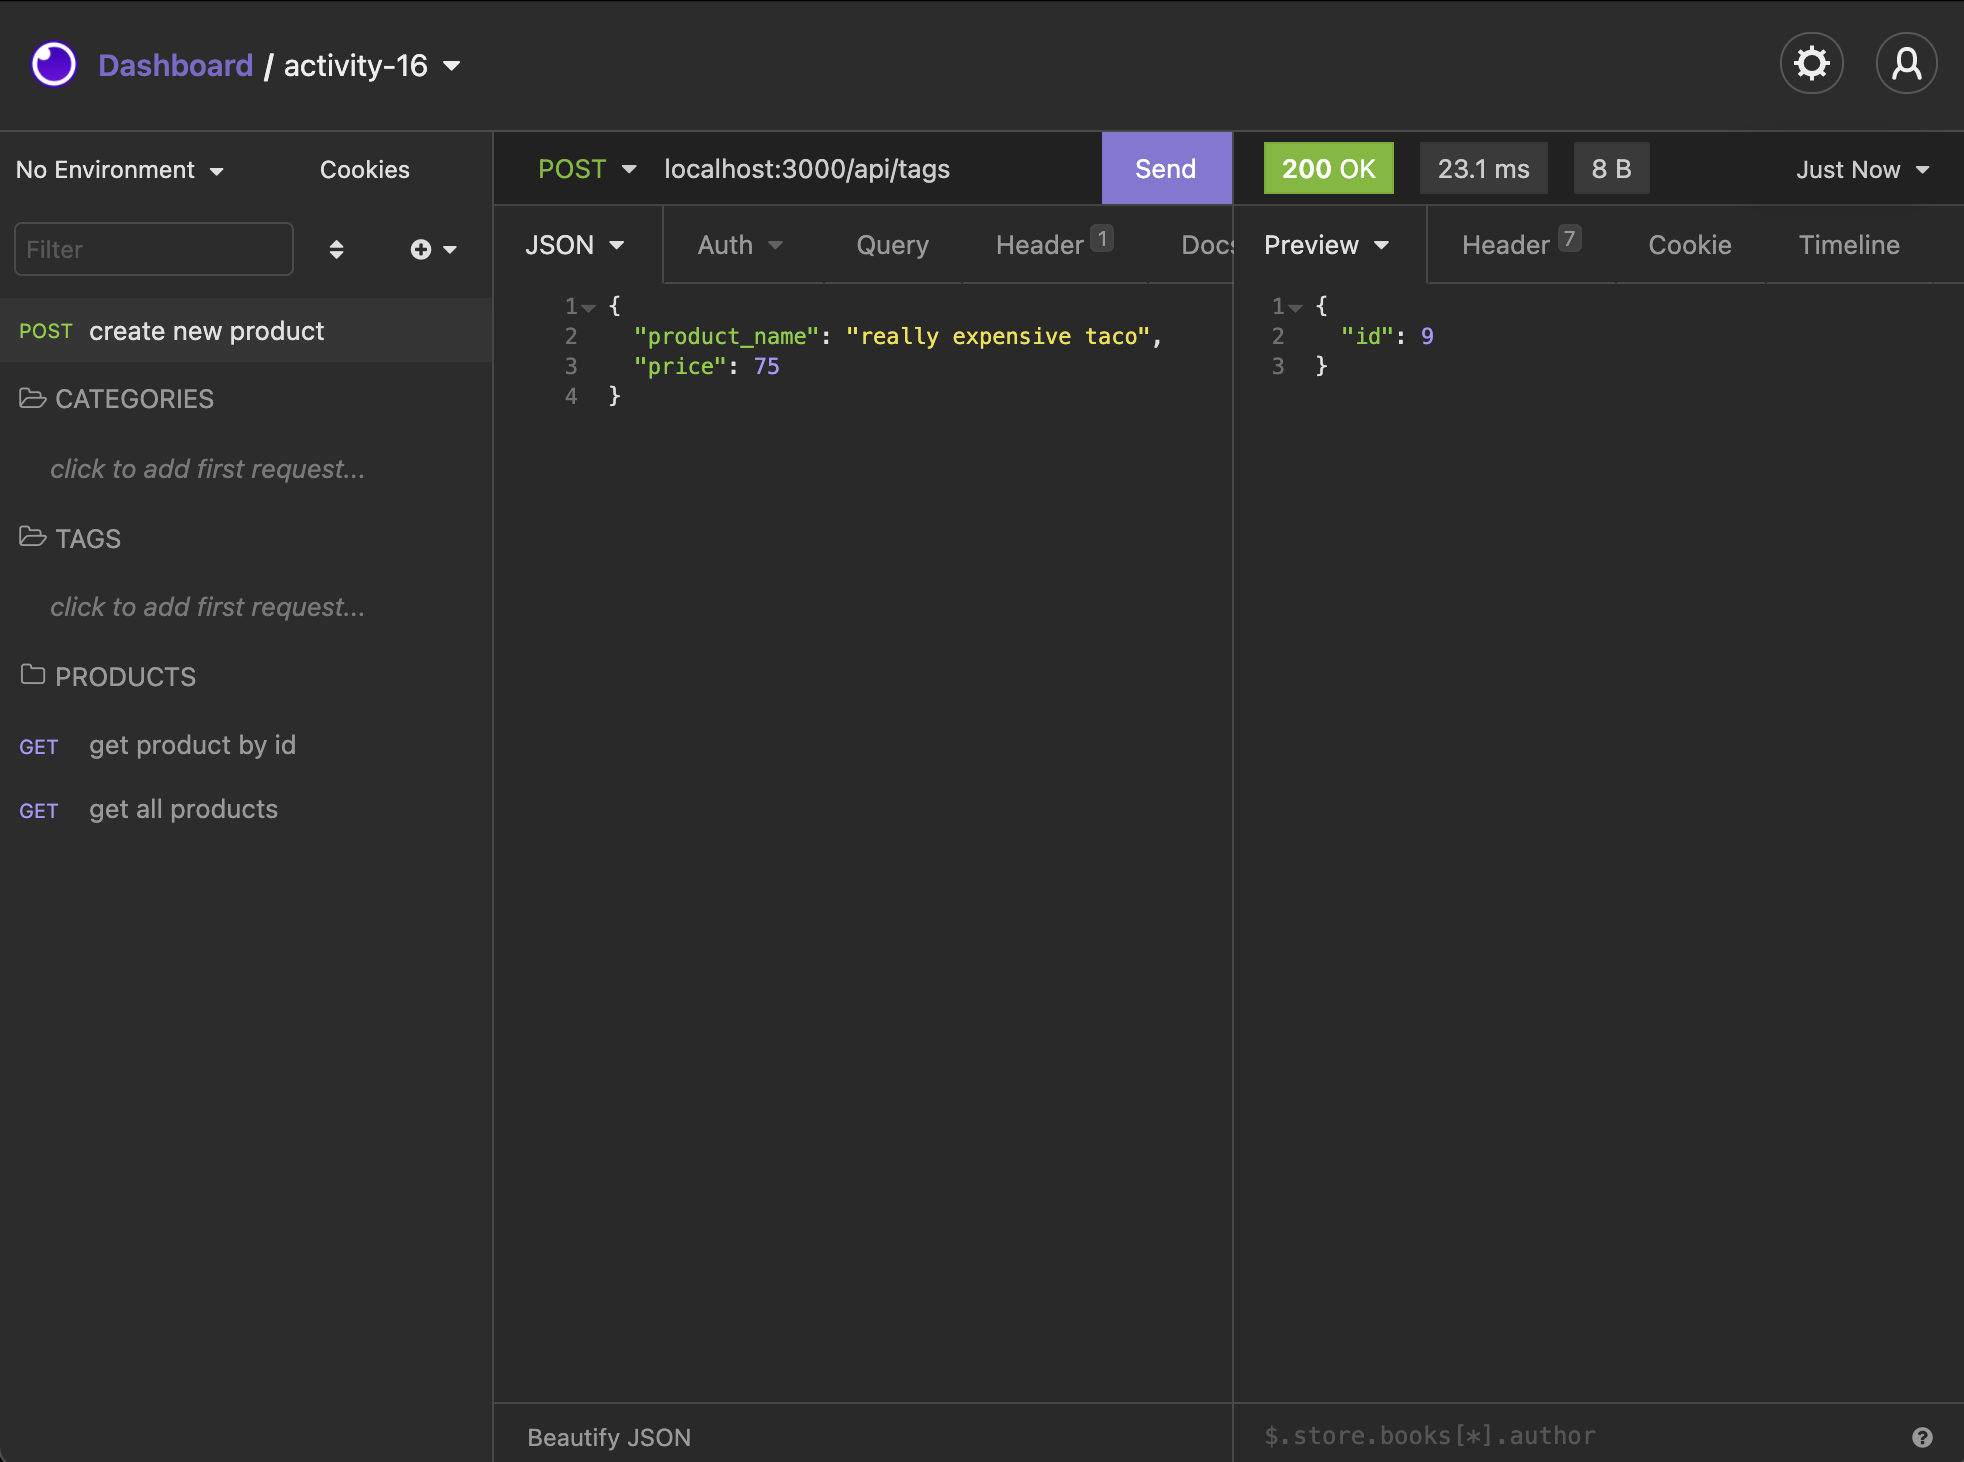 Dashboard / activity-16
No Environment
Cookies
Filter
POST create new product
CATEGORIES
click to add first request...
TAGS
click to add first request...
PRODUCTS
GET get product by id
GET get all products
POST localhost:3000/api/tags Send
JSON Auth Query Header 1 Docs
1 {
2 "product_name": "really expensive taco",
3 "price": 75
4 }
Beautify JSON
200 OK 23.1 ms 8 B Just Now
Preview Header 7 Cookie Timeline
1 {
2 "id": 9
3 }
$.store.books[*].author